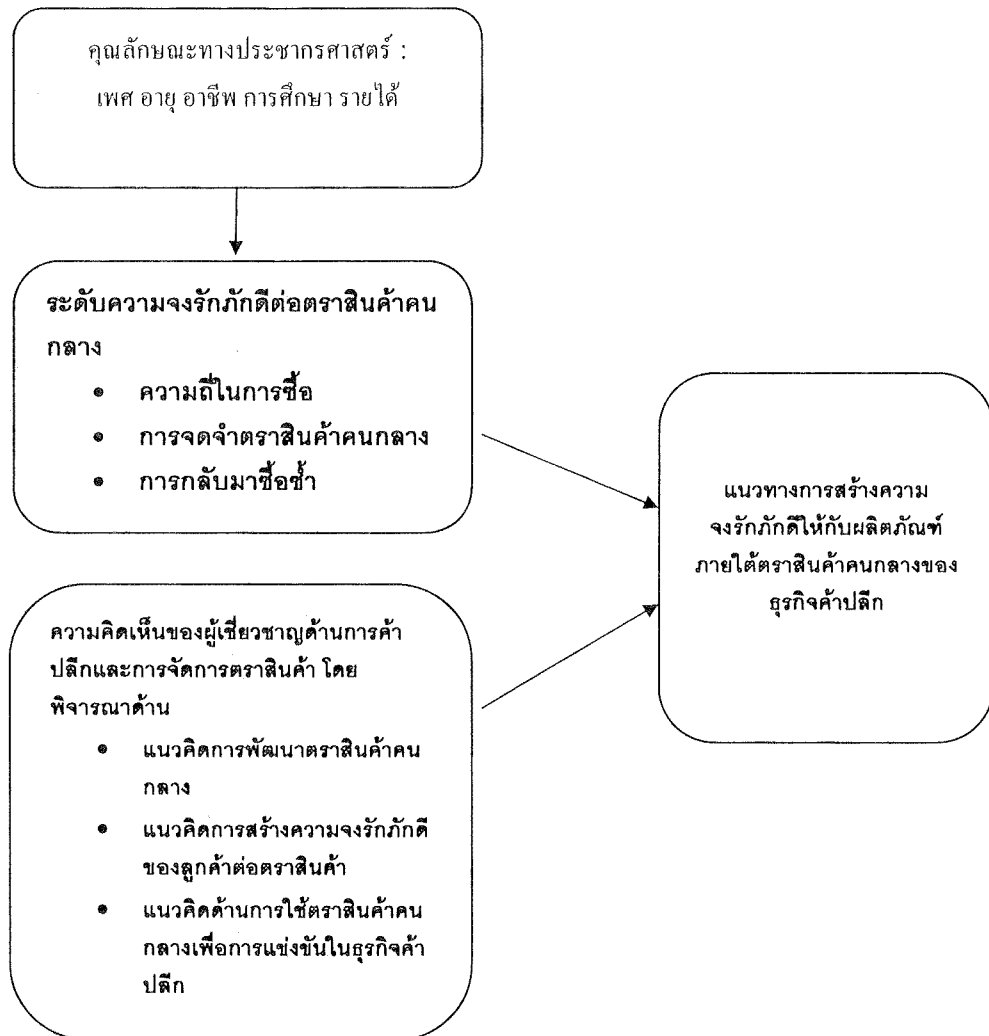 คุณลักษณะทางประชากรศาสตร์ :
เพศ อายุ อาชีพ การศึกษา รายได้
ระดับความจงรักภักดีต่อตราสินค้าคน
กลาง
• ความถี่ในการซื้อ
• การจดจำตราสินค้าคนกลาง
• การกลับมาซื้อซ้ำ
แนวทางการสร้างความ
จงรักภักดีให้กับผลิตภัณฑ์
ภายใต้ตราสินค้าคนกลางของ
ธุรกิจค้าปลีก
ความคิดเห็นของผู้เชี่ยวชาญด้านการค้า
ปลีกและการจัดการตราสินค้า โดย
พิจารณาด้าน
• แนวคิดการพัฒนาตราสินค้าคน
กลาง
• แนวคิดการสร้างความจงรักภักดี
ของลูกค้าต่อตราสินค้า
• แนวคิดด้านการใช้ตราสินค้าคน
กลางเพื่อการแข่งขันในธุรกิจค้า
ปลีก